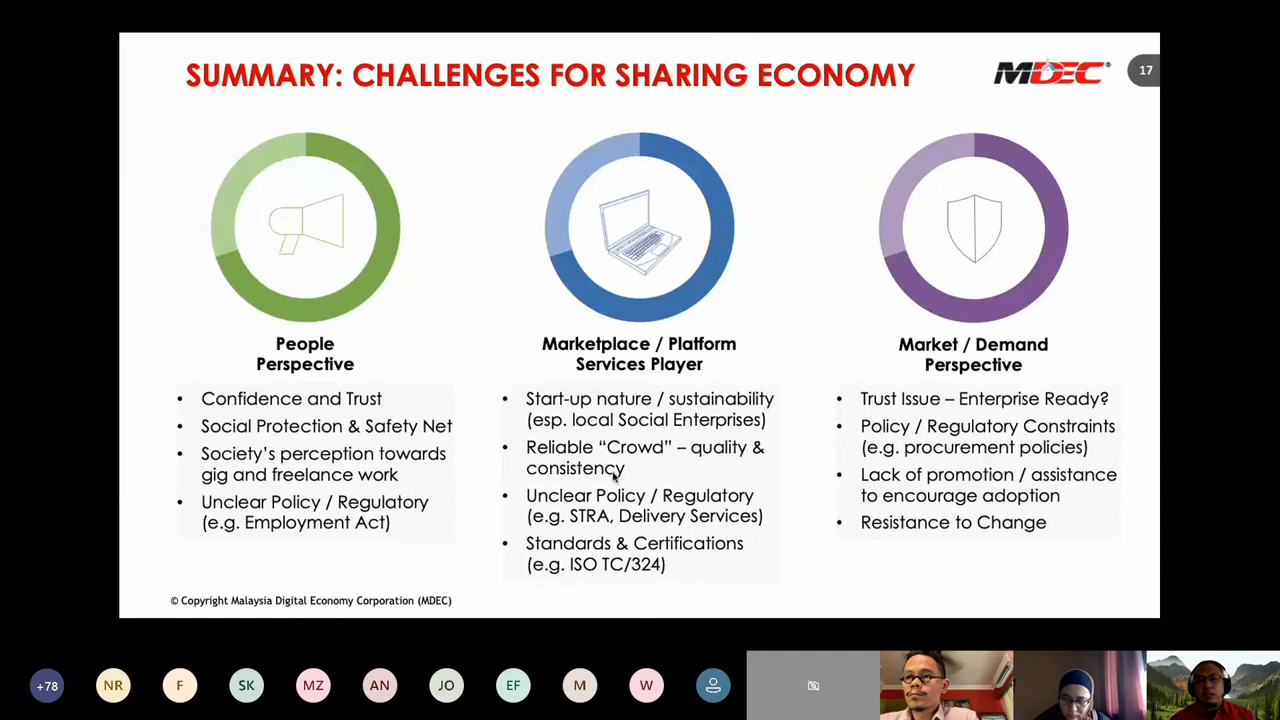 SUMMARY: CHALLENGES FOR SHARING ECONOMY
MDEC®
17
People
Perspective
• Confidence and Trust
• Social Protection & Safety Net
• Society's perception towards
gig and freelance work
• Unclear Policy / Regulatory
(e.g. Employment Act)
Marketplace / Platform
Services Player
• Start-up nature / sustainability
(esp. local Social Enterprises)
• Reliable “Crowd” – quality &
consistency
• Unclear Policy / Regulatory
(e.g. STRA, Delivery Services)
• Standards & Certifications
(e.g. ISO TC/324)
Market / Demand
Perspective
• Trust Issue – Enterprise Ready?
• Policy / Regulatory Constraints
(e.g. procurement policies)
• Lack of promotion / assistance
to encourage adoption
• Resistance to Change
© Copyright Malaysia Digital Economy Corporation (MDEC)
+78 NR F SK MZ AN JO EF M W